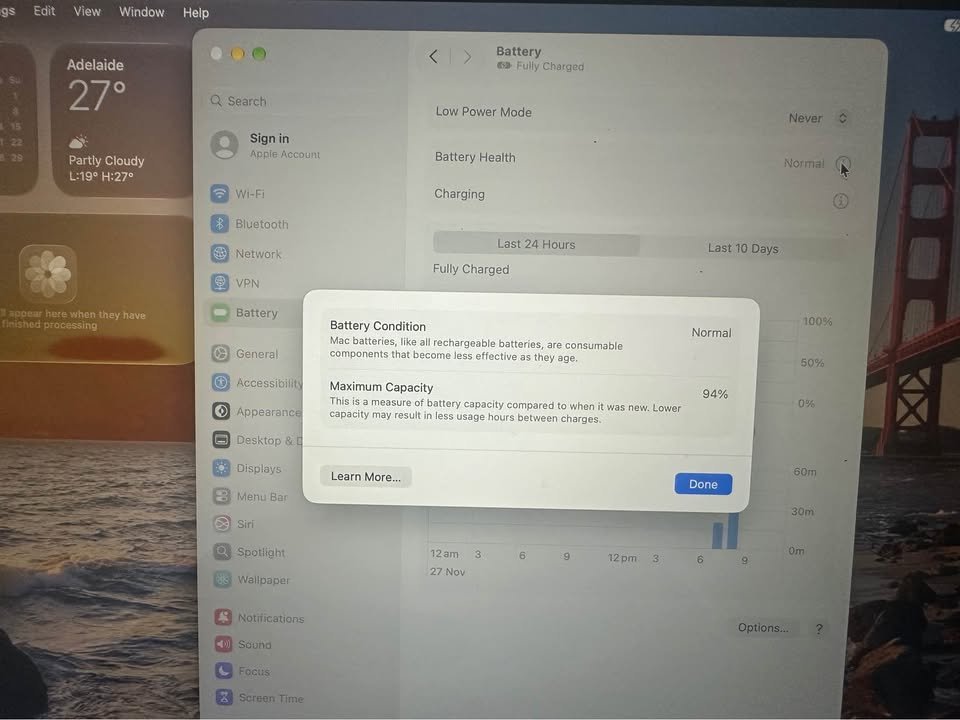 Edit View Window Help
Adelaide
27°
Partly Cloudy
L:19° H:27°
Su
1
8
15
22
29
appear here when they have
finished processing
Search
Sign in
Apple Account
Wi-Fi
Bluetooth
Network
VPN
Battery
General
Accessibility
Appearance
Desktop & D
Displays
Menu Bar
Siri
Spotlight
Wallpaper
Notifications
Sound
Focus
Screen Time
Battery
Fully Charged
Low Power Mode
Never
Battery Health
Normal
Charging
Last 24 Hours
Last 10 Days
Fully Charged
100%
50%
0%
Battery Condition
Normal
Mac batteries, like all rechargeable batteries, are consumable
components that become less effective as they age.
Maximum Capacity
94%
This is a measure of battery capacity compared to when it was new. Lower
capacity may result in less usage hours between charges.
Learn More...
Done
60m
30m
0m
12 am 3 6 9 12 pm 3 6 9
27 Nov
Options...
?